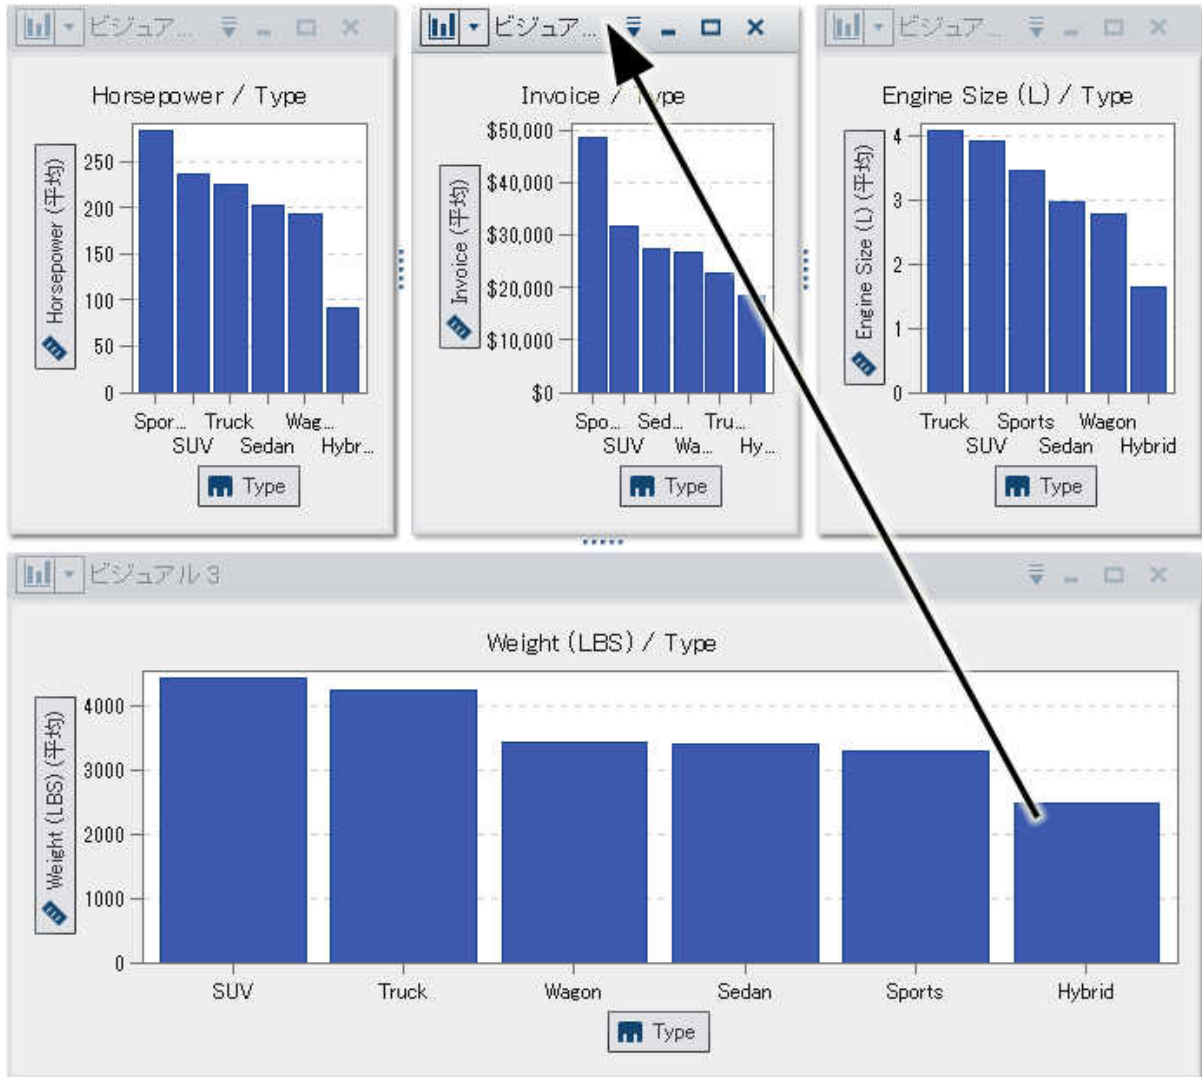 ビジュア...
Horsepower / Type
Horsepower (平均)
250
200
150
100
50
0
Spor... Truck Wag...
SUV Sedan Hybr...
Type
ビジュア...
Invoice / Type
Invoice (平均)
$50,000
$40,000
$30,000
$20,000
$10,000
$0
Spo... Sed... Tru...
SUV Wa... Hy...
Type
ビジュア...
Engine Size (L) / Type
Engine Size (L) (平均)
4
3
2
1
0
Truck Sports Wagon
SUV Sedan Hybrid
Type
ビジュアル 3
Weight (LBS) / Type
Weight (LBS) (平均)
4000
3000
2000
1000
0
SUV Truck Wagon Sedan Sports Hybrid
Type